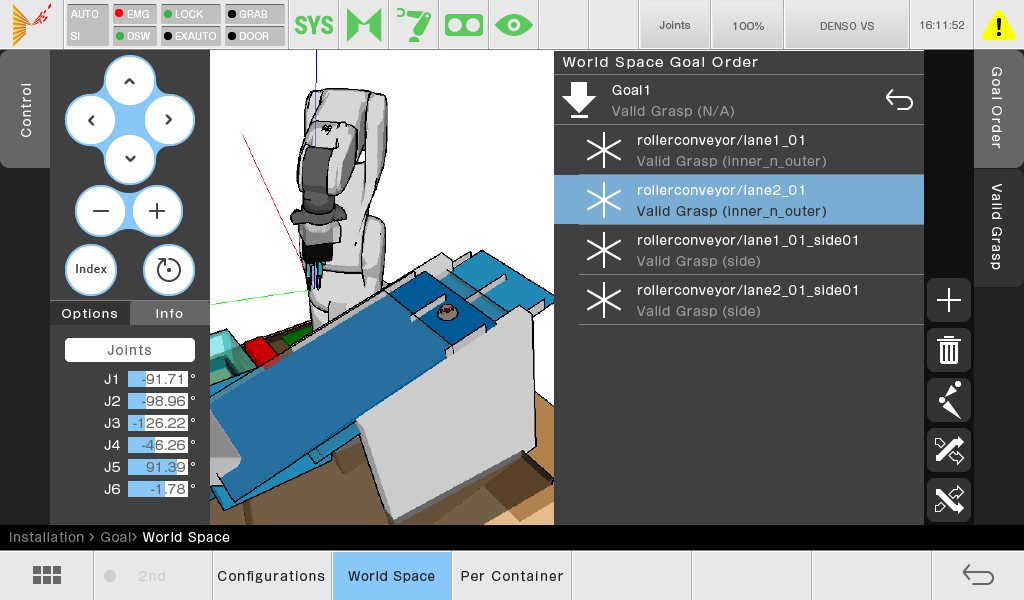 AUTO EMG LOCK GRAB
SI DSW EXAUTO DOOR
SYS
Joints 100% DENSO VS 16:11:52
Control
Index
Options Info
Joints
J1 -91.71 °
J2 -98.96 °
J3 -126.22 °
J4 -46.26 °
J5 91.39 °
J6 -1.78 °
World Space Goal Order
Goal1
Valid Grasp (N/A)
rollerconveyor/lane1_01
Valid Grasp (inner_n_outer)
rollerconveyor/lane2_01
Valid Grasp (inner_n_outer)
rollerconveyor/lane1_01_side01
Valid Grasp (side)
rollerconveyor/lane2_01_side01
Valid Grasp (side)
Goal Order
Valid Grasp
Installation > Goal> World Space
2nd Configurations World Space Per Container